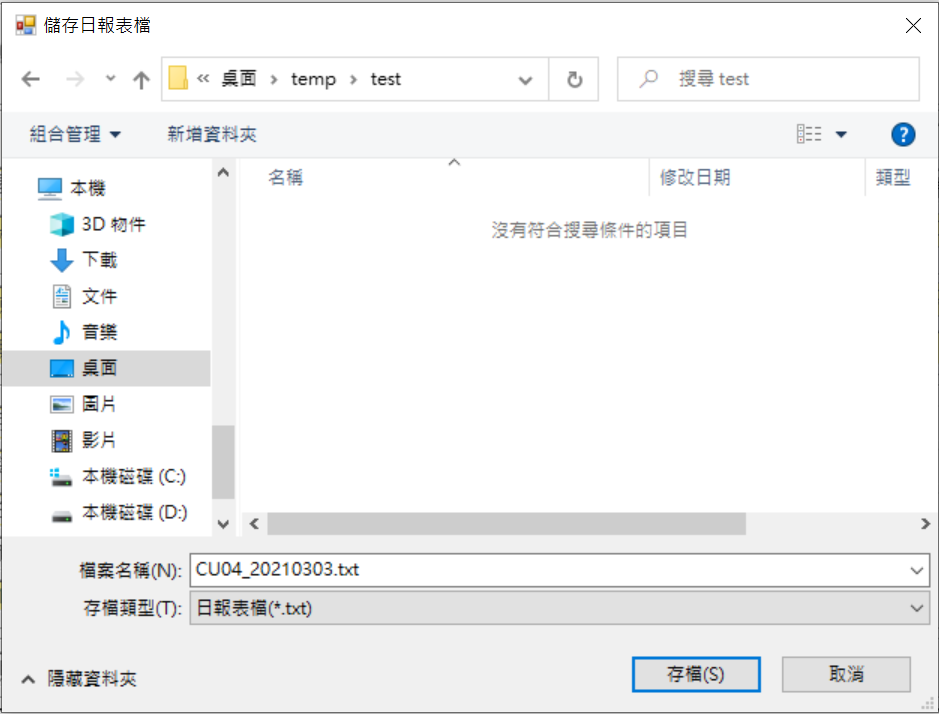 儲存日報表檔
« 桌面 › temp › test
搜尋 test
組合管理 新增資料夾
名稱 修改日期 類型
沒有符合搜尋條件的項目
本機
3D 物件
下載
文件
音樂
桌面
圖片
影片
本機磁碟 (C:)
本機磁碟 (D:)
檔案名稱(N): CU04_20210303.txt
存檔類型(T): 日報表檔(*.txt)
隱藏資料夾 存檔(S) 取消